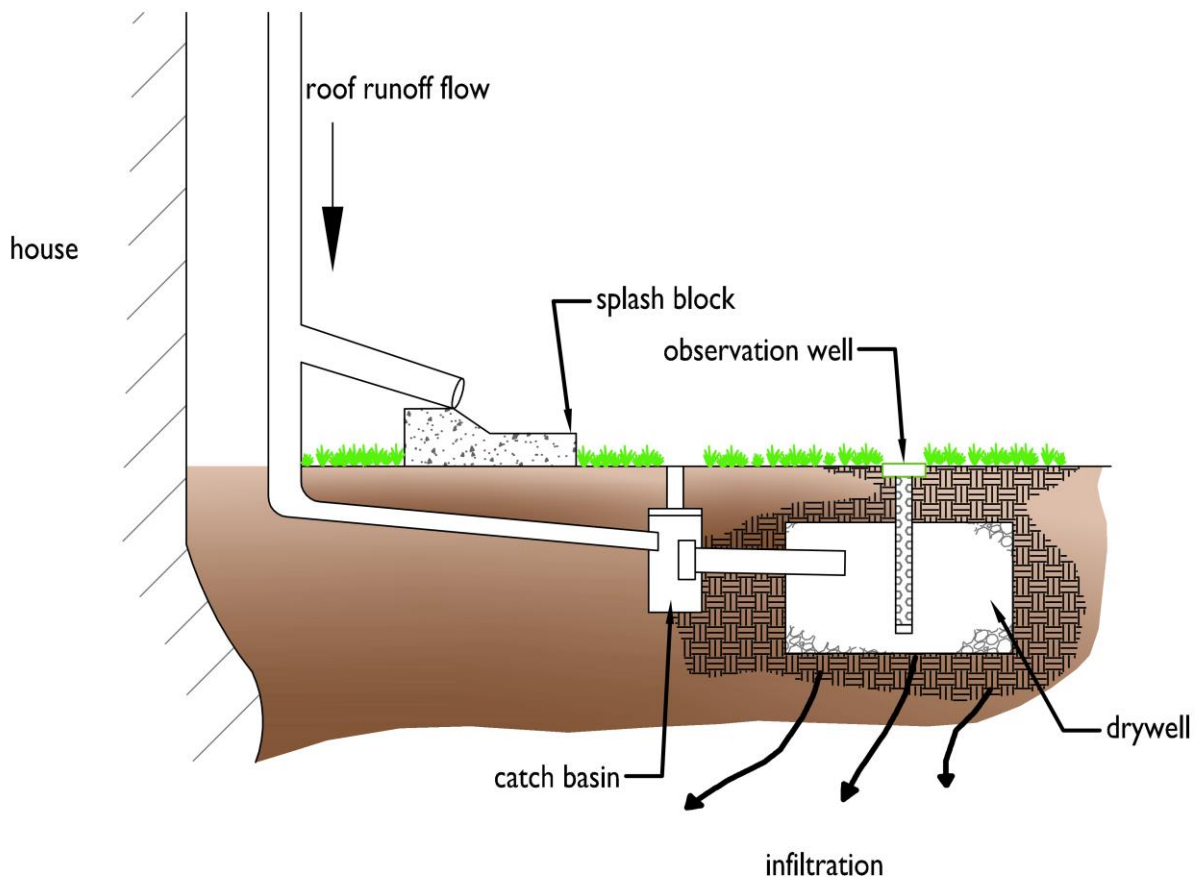 roof runoff flow
house
splash block
observation well
drywell
catch basin
infiltration